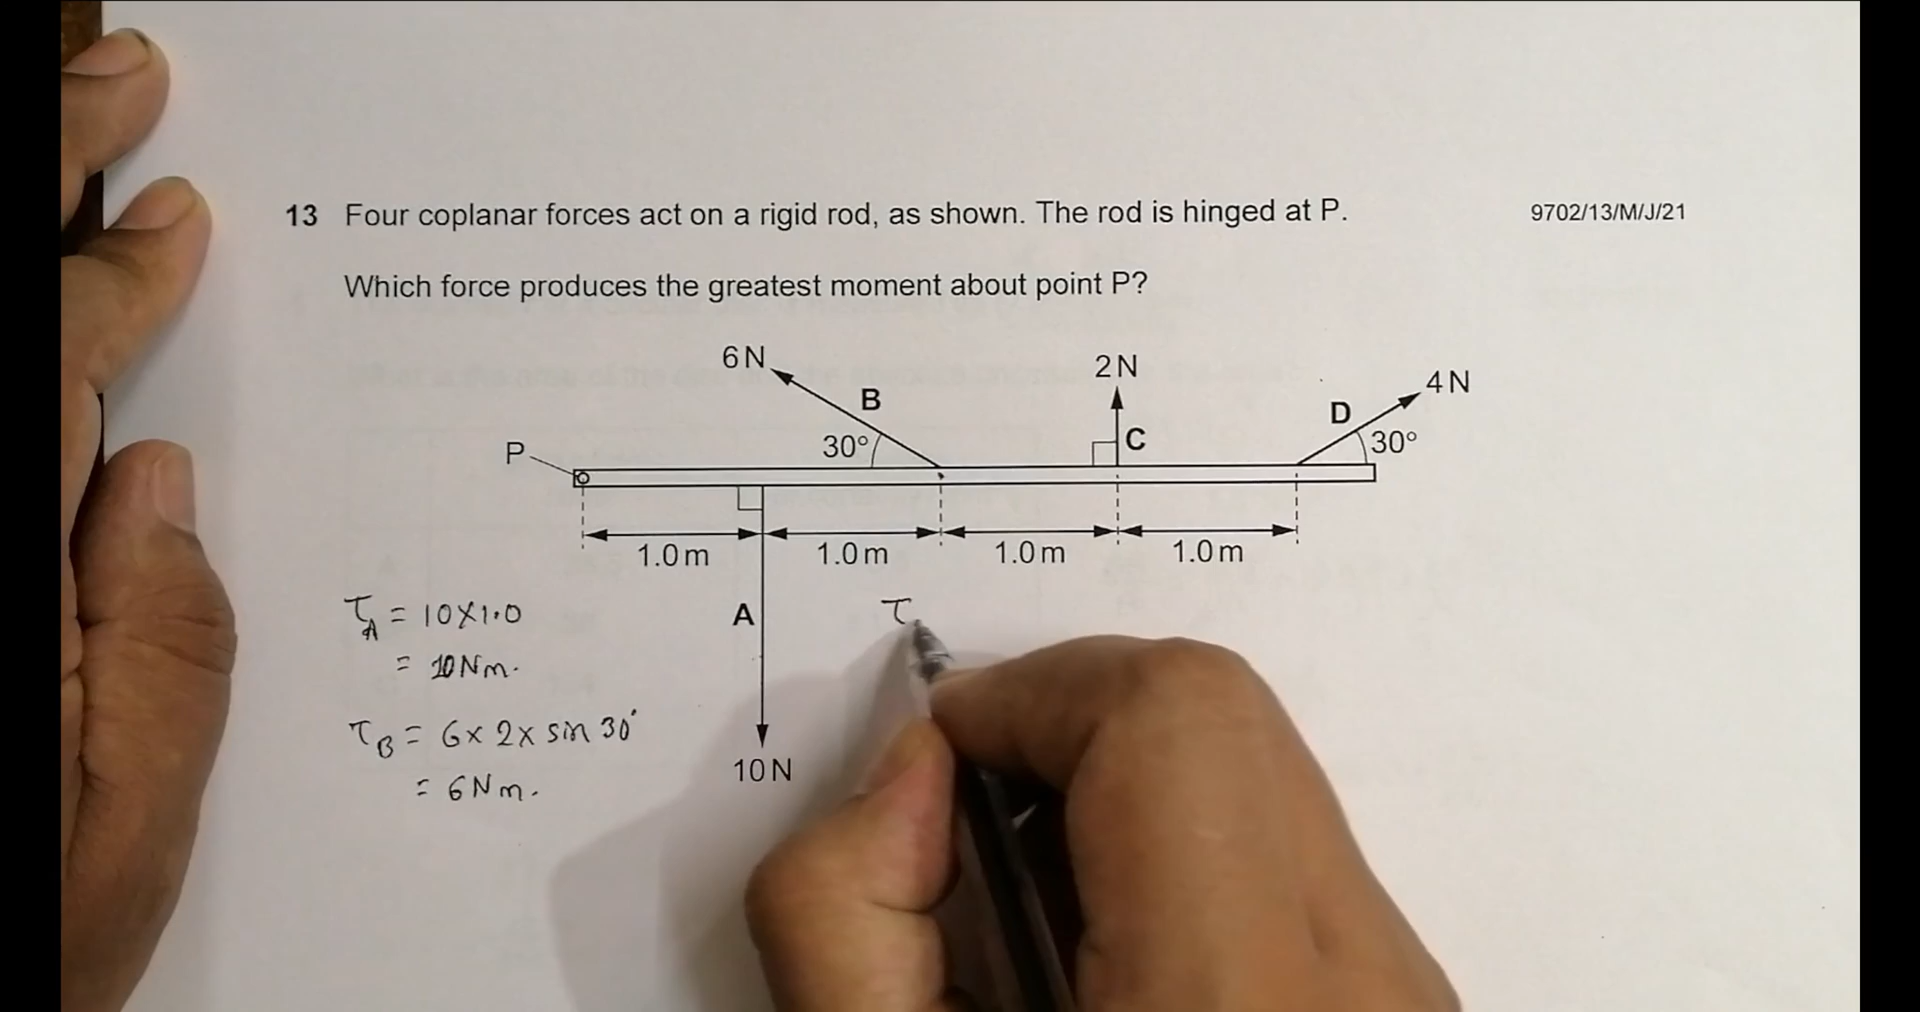 13 Four coplanar forces act on a rigid rod, as shown. The rod is hinged at P. 9702/13/M/J/21
Which force produces the greatest moment about point P?
6 N
2 N
4 N
B
D
30°
C
30°
P
1.0 m 1.0 m 1.0 m 1.0 m
A
10 N
τA = 10×1.0
= 10Nm.
τB = 6×2×sin 30°
= 6Nm.
τ